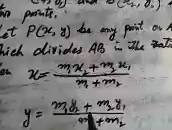 two points.
Let P(x, y) be any point on
which divides AB in the ratio
x = m₁x₂ + m₂x₁ / m₁ + m₂
y = m₁y₂ + m₂y₁ / m₁ + m₂